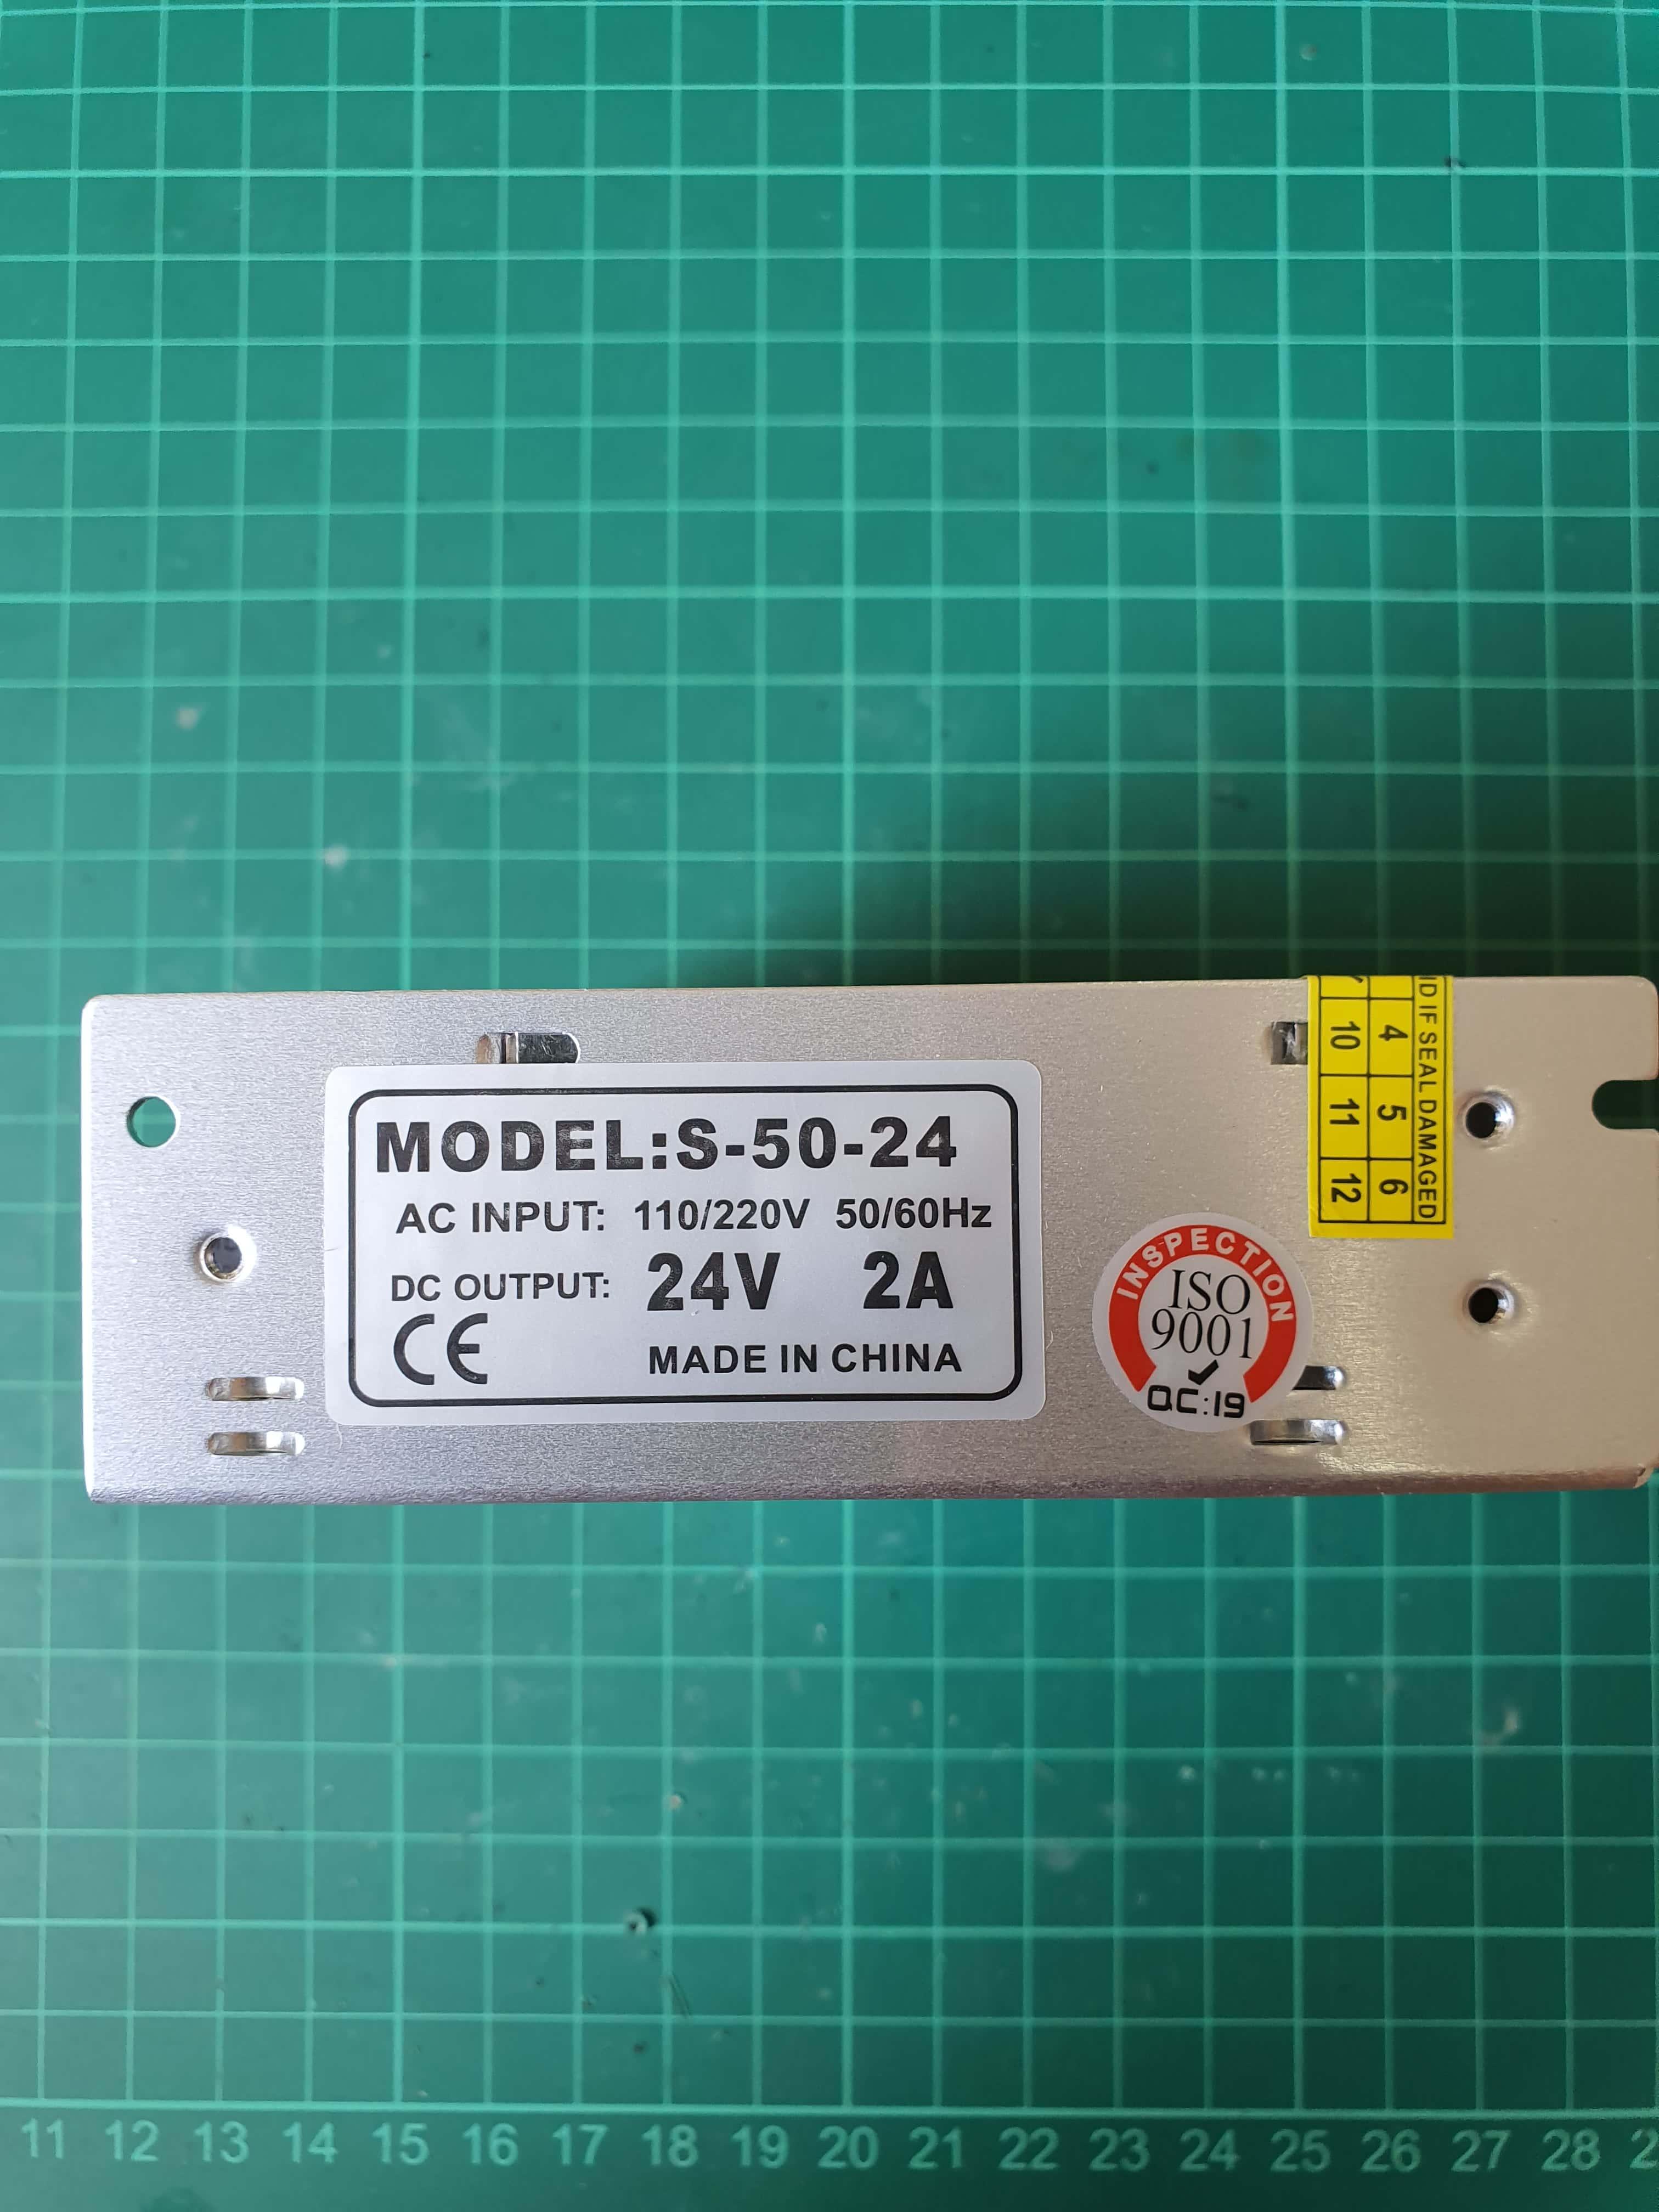 MODEL:S-50-24
AC INPUT: 110/220V 50/60Hz
DC OUTPUT: 24V 2A
CE
MADE IN CHINA
INSPECTION
ISO
9001
QC:19
IF SEAL DAMAGED
4 5 6
10 11 12
11 12 13 14 15 16 17 18 19 20 21 22 23 24 25 26 27 28